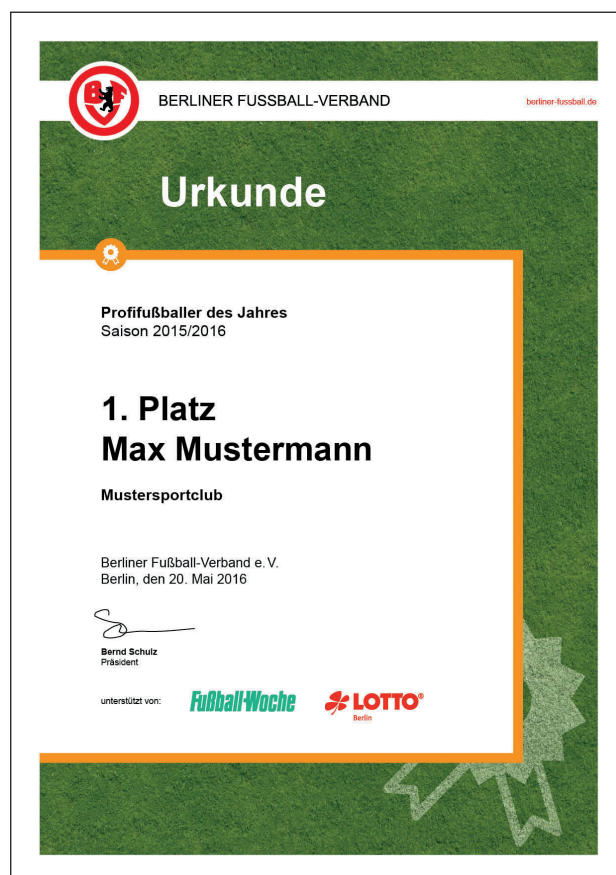 BERLINER FUSSBALL-VERBAND
berliner-fussball.de
BFV
Urkunde
Profifußballer des Jahres
Saison 2015/2016
1. Platz
Max Mustermann
Mustersportclub
Berliner Fußball-Verband e. V.
Berlin, den 20. Mai 2016
Bernd Schulz
Präsident
unterstützt von:
Fußball-Woche
LOTTO®
Berlin